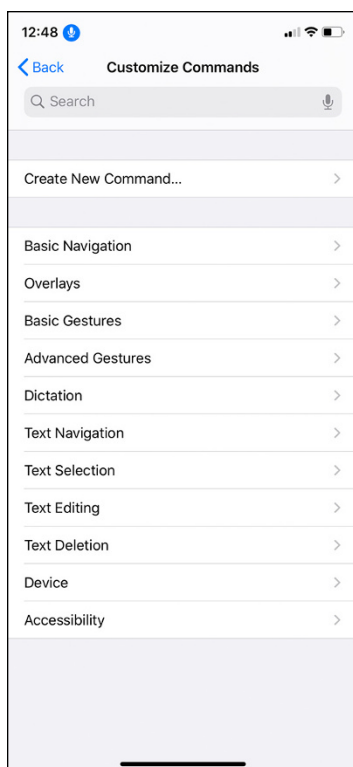 12:48
Back Customize Commands
Search
Create New Command...
Basic Navigation
Overlays
Basic Gestures
Advanced Gestures
Dictation
Text Navigation
Text Selection
Text Editing
Text Deletion
Device
Accessibility